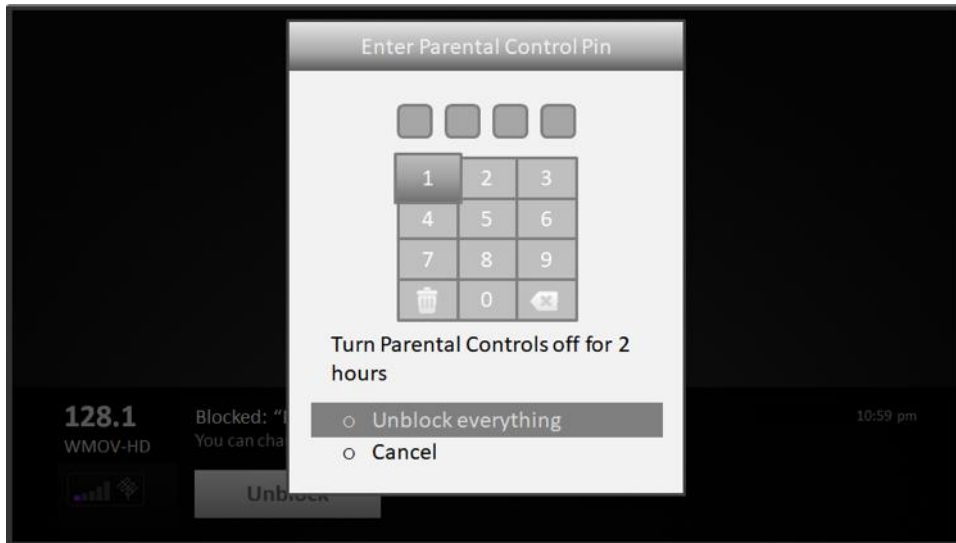 Enter Parental Control Pin
1 2 3
4 5 6
7 8 9
0
Turn Parental Controls off for 2
hours
o Unblock everything
o Cancel
128.1
WMOV-HD
Blocked: "
You can
10:59 pm
Unblock